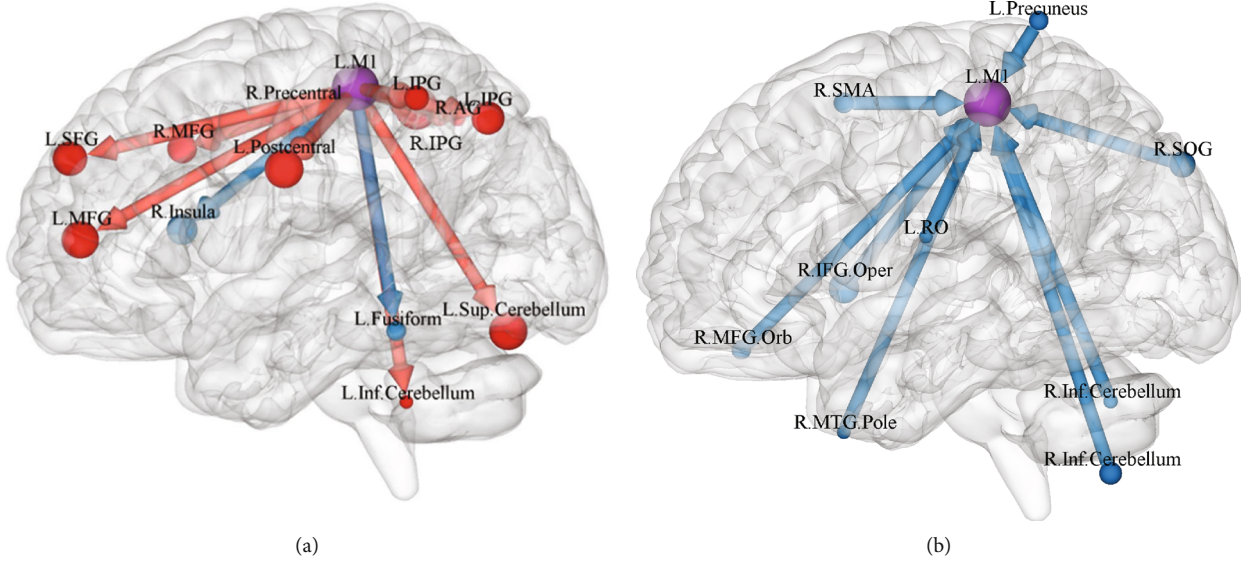 L.M1
L.IPG
R.Precentral
L.IPG
R.AG
L.SFG
R.MFG
L.Postcentral
R.IPG
L.MFG
R.Insula
L.Fusiform
L.Sup.Cerebellum
L.Inf.Cerebellum
(a)
L.Precuneus
L.M1
R.SMA
R.SOG
L.RO
R.IFG.Oper
R.MFG.Orb
R.Inf.Cerebellum
R.MTG.Pole
R.Inf.Cerebellum
(b)